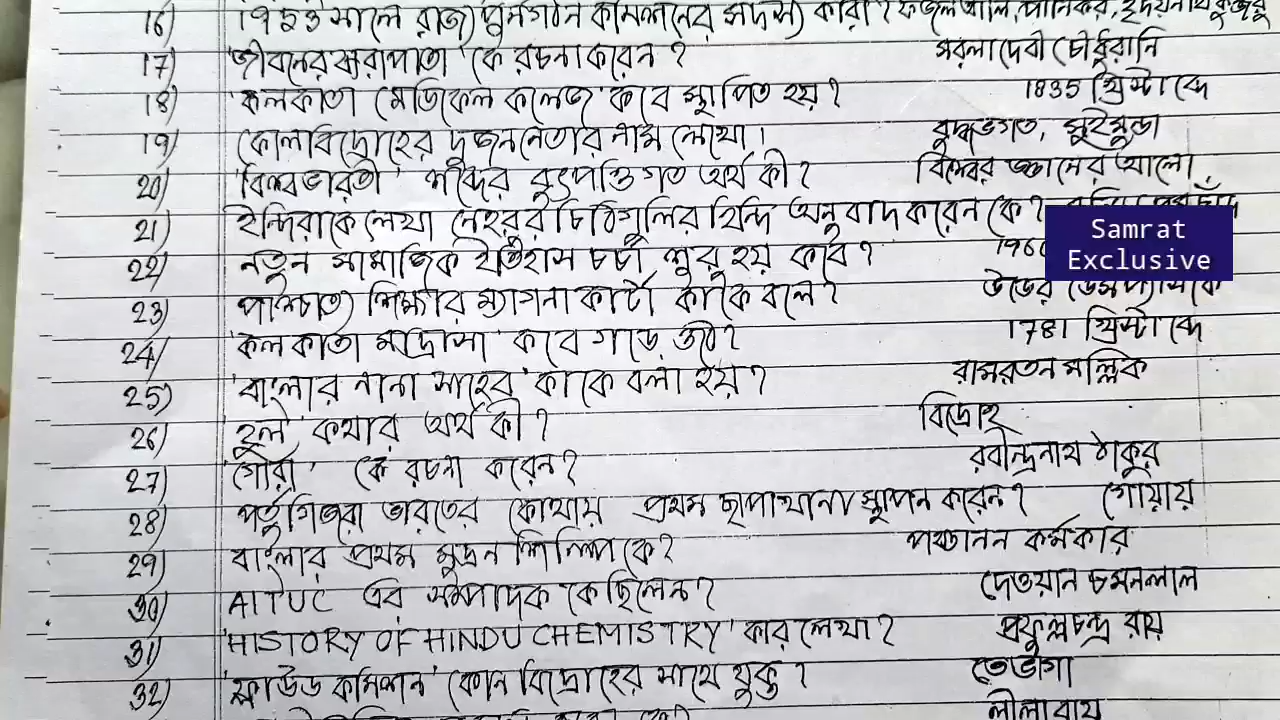 16) 1953 সালে রাজ্য পুনর্গঠন কমিশনের সদস্য কারা? ফজল আলি, পানিকর, হৃদয়নাথ কুঞ্জরু
17) 'জীবনের ঝরাপাতা' কে রচনা করেন? সরলাদেবী চৌধুরানি
18) 'কলকাতা মেডিকেল কলেজ' কবে স্থাপিত হয়? 1835 খ্রিস্টাব্দে
19) কোলবিদ্রোহের দুজন নেতার নাম লেখো। বুদ্ধুভগত, সুইমুন্ডা
20) 'বিশ্বভারতী' শব্দের বুৎপত্তিগত অর্থ কী? বিশ্বের জ্ঞানের আলো,
21) ইন্দিরাকে লেখা নেহরুর চিঠিগুলির হিন্দি অনুবাদ করেন কে?
Samrat
Exclusive
22) নতুন সামাজিক ইতিহাস চর্চা শুরু হয় কবে? 196
23) পাশ্চাত্য শিক্ষার ম্যাগনাকার্টা কাকে বলে? উডের ডেসপ্যাচকে
24) 'কলকাতা মাদ্রাসা' কবে গড়ে ওঠে? 1781 খ্রিস্টাব্দে
25) 'বাংলার নানা সাহেব' কাকে বলা হয়? রামরতন মল্লিক
26) 'হুল' কথার অর্থ কী? বিদ্রোহ
27) 'গোরা' কে রচনা করেন? রবীন্দ্রনাথ ঠাকুর
28) পর্তুগিজরা ভারতের কোথায় প্রথম ছাপাখানা স্থাপন করেন? গোয়ায়
29) বাংলার প্রথম মুদ্রন শিল্পি কে? পঞ্চানন কর্মকার
30) AITUC এর সম্পাদক কে ছিলেন? দেওয়ান চমনলাল
31) 'HISTORY OF HINDU CHEMISTRY' কার লেখা? প্রফুল্লচন্দ্র রায়
32) 'ফ্লাউড কমিশন' কোন বিদ্রোহের সাথে যুক্ত? তেভাগা
লীলা রায়